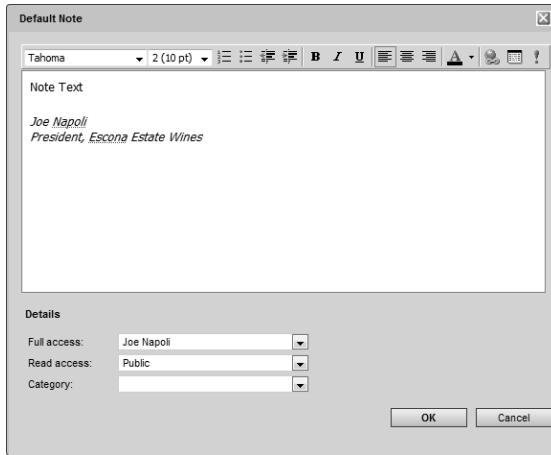 Default Note
Tahoma 2 (10 pt) B I U A !
Note Text
Joe Napoli
President, Escona Estate Wines
Details
Full access: Joe Napoli
Read access: Public
Category:
OK Cancel